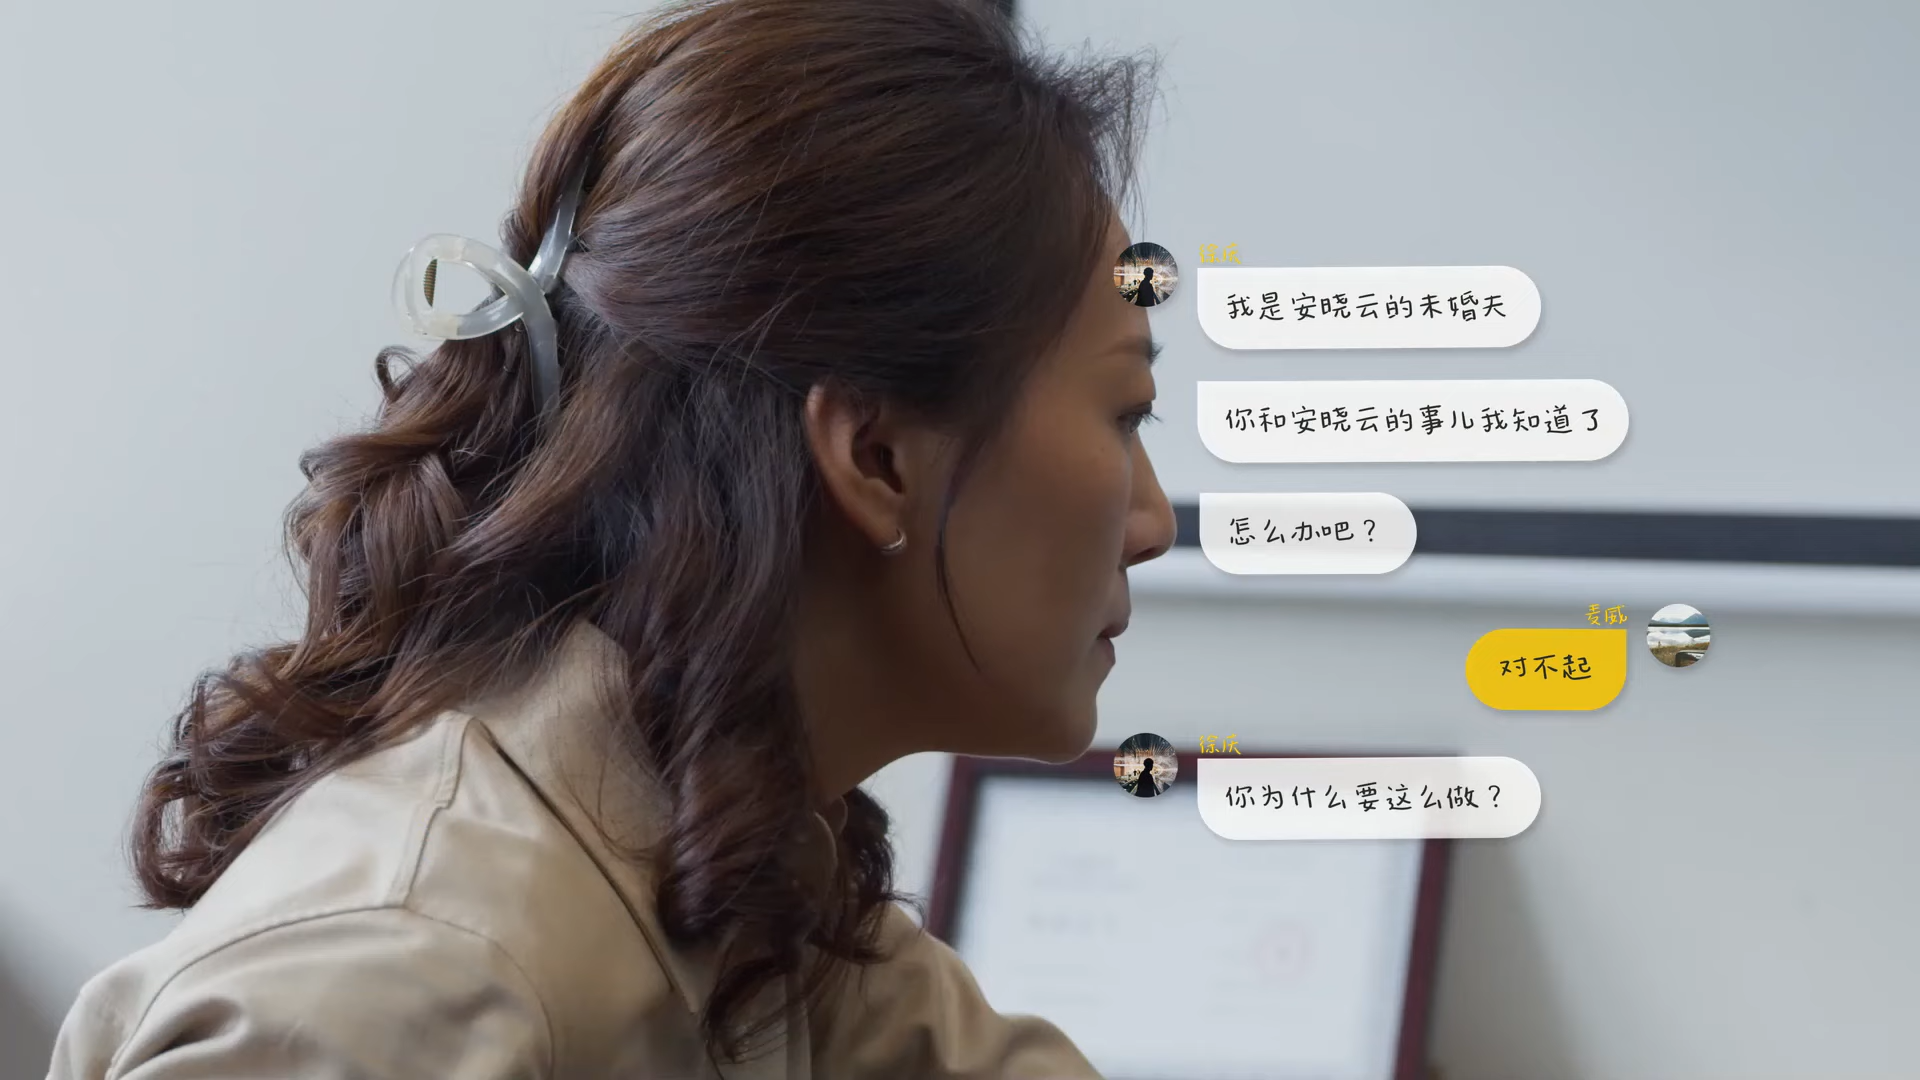 徐庆
我是安晓云的未婚夫
你和安晓云的事儿我知道了
怎么办吧？
麦威
对不起
徐庆
你为什么要这么做？